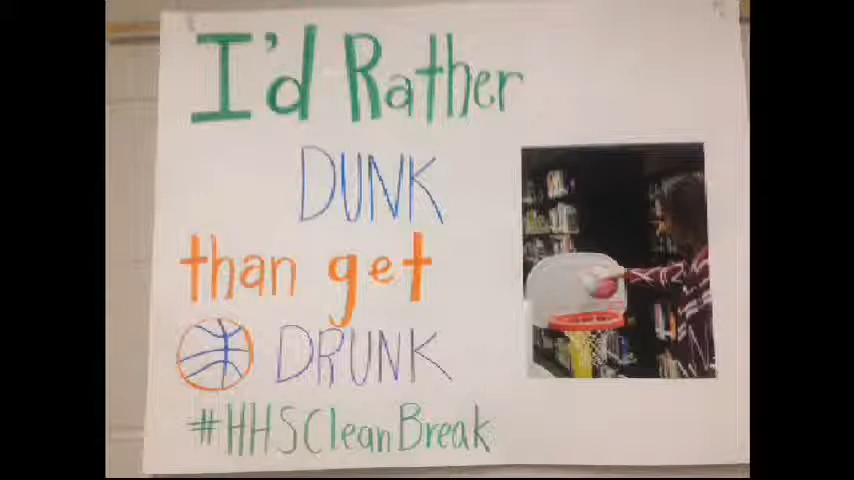 I'd Rather
DUNK
than get
DRUNK
#HHSCleanBreak